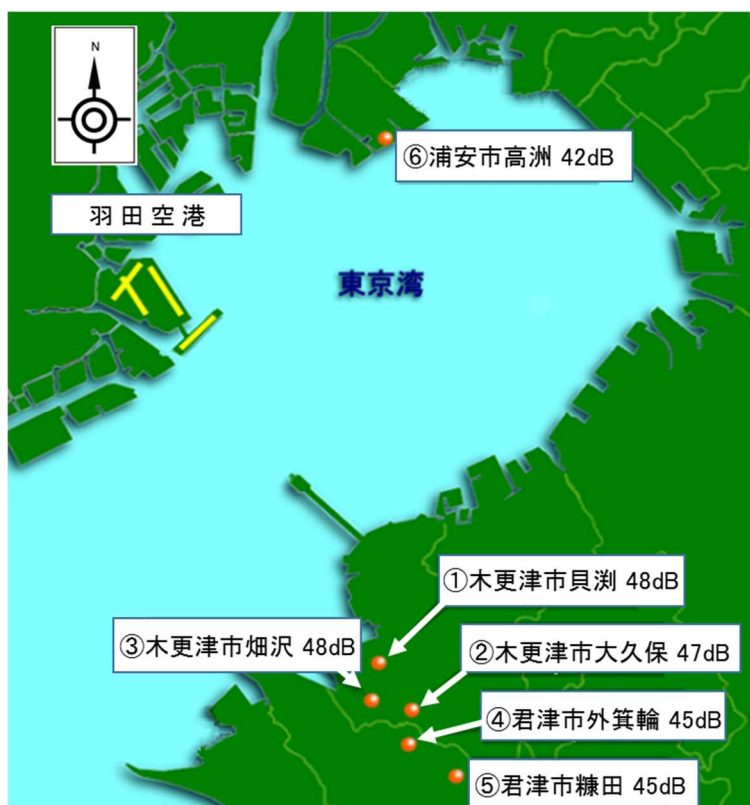 N
⑥浦安市高洲 42dB
羽田空港
東京湾
①木更津市貝渕 48dB
③木更津市畑沢 48dB
②木更津市大久保 47dB
④君津市外箕輪 45dB
⑤君津市糠田 45dB